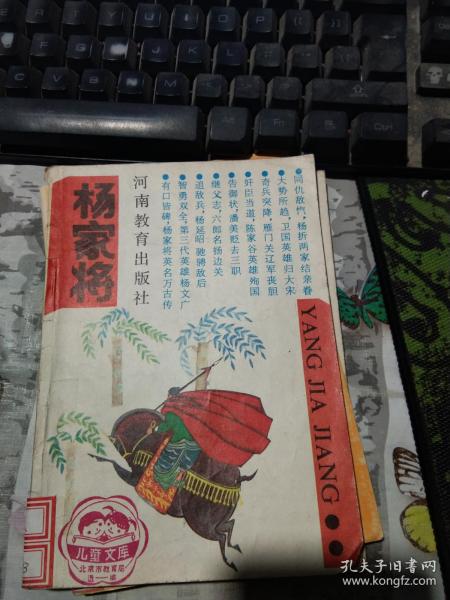 杨家将
河南教育出版社
●同仇敌忾，杨折两家结亲眷
●大势所趋，卫国英雄归大宋
●奇兵突降，雁门关辽军丧胆
●奸臣当道，陈家谷英雄殉国
●告御状，潘美贬去三职
●继父志，六郎名扬边关
●追敌兵，杨延昭驰骋敌后
●智勇双全，第三代英雄杨文广
●有口皆碑，杨家将英名万古传
YANG JIA JIANG
儿童文库
北京市教育局
8
孔夫子旧书网
kongfz.com